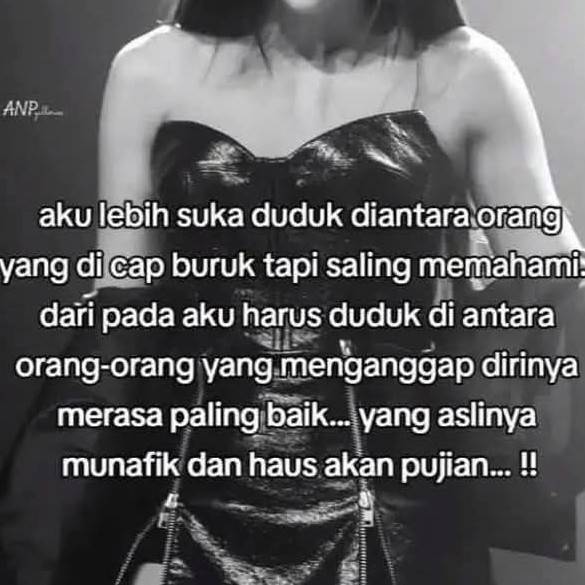 ANP
aku lebih suka duduk diantara orang
yang di cap buruk tapi saling memahami.
dari pada aku harus duduk di antara
orang-orang yang menganggap dirinya
merasa paling baik... yang aslinya
munafik dan haus akan pujian... !!